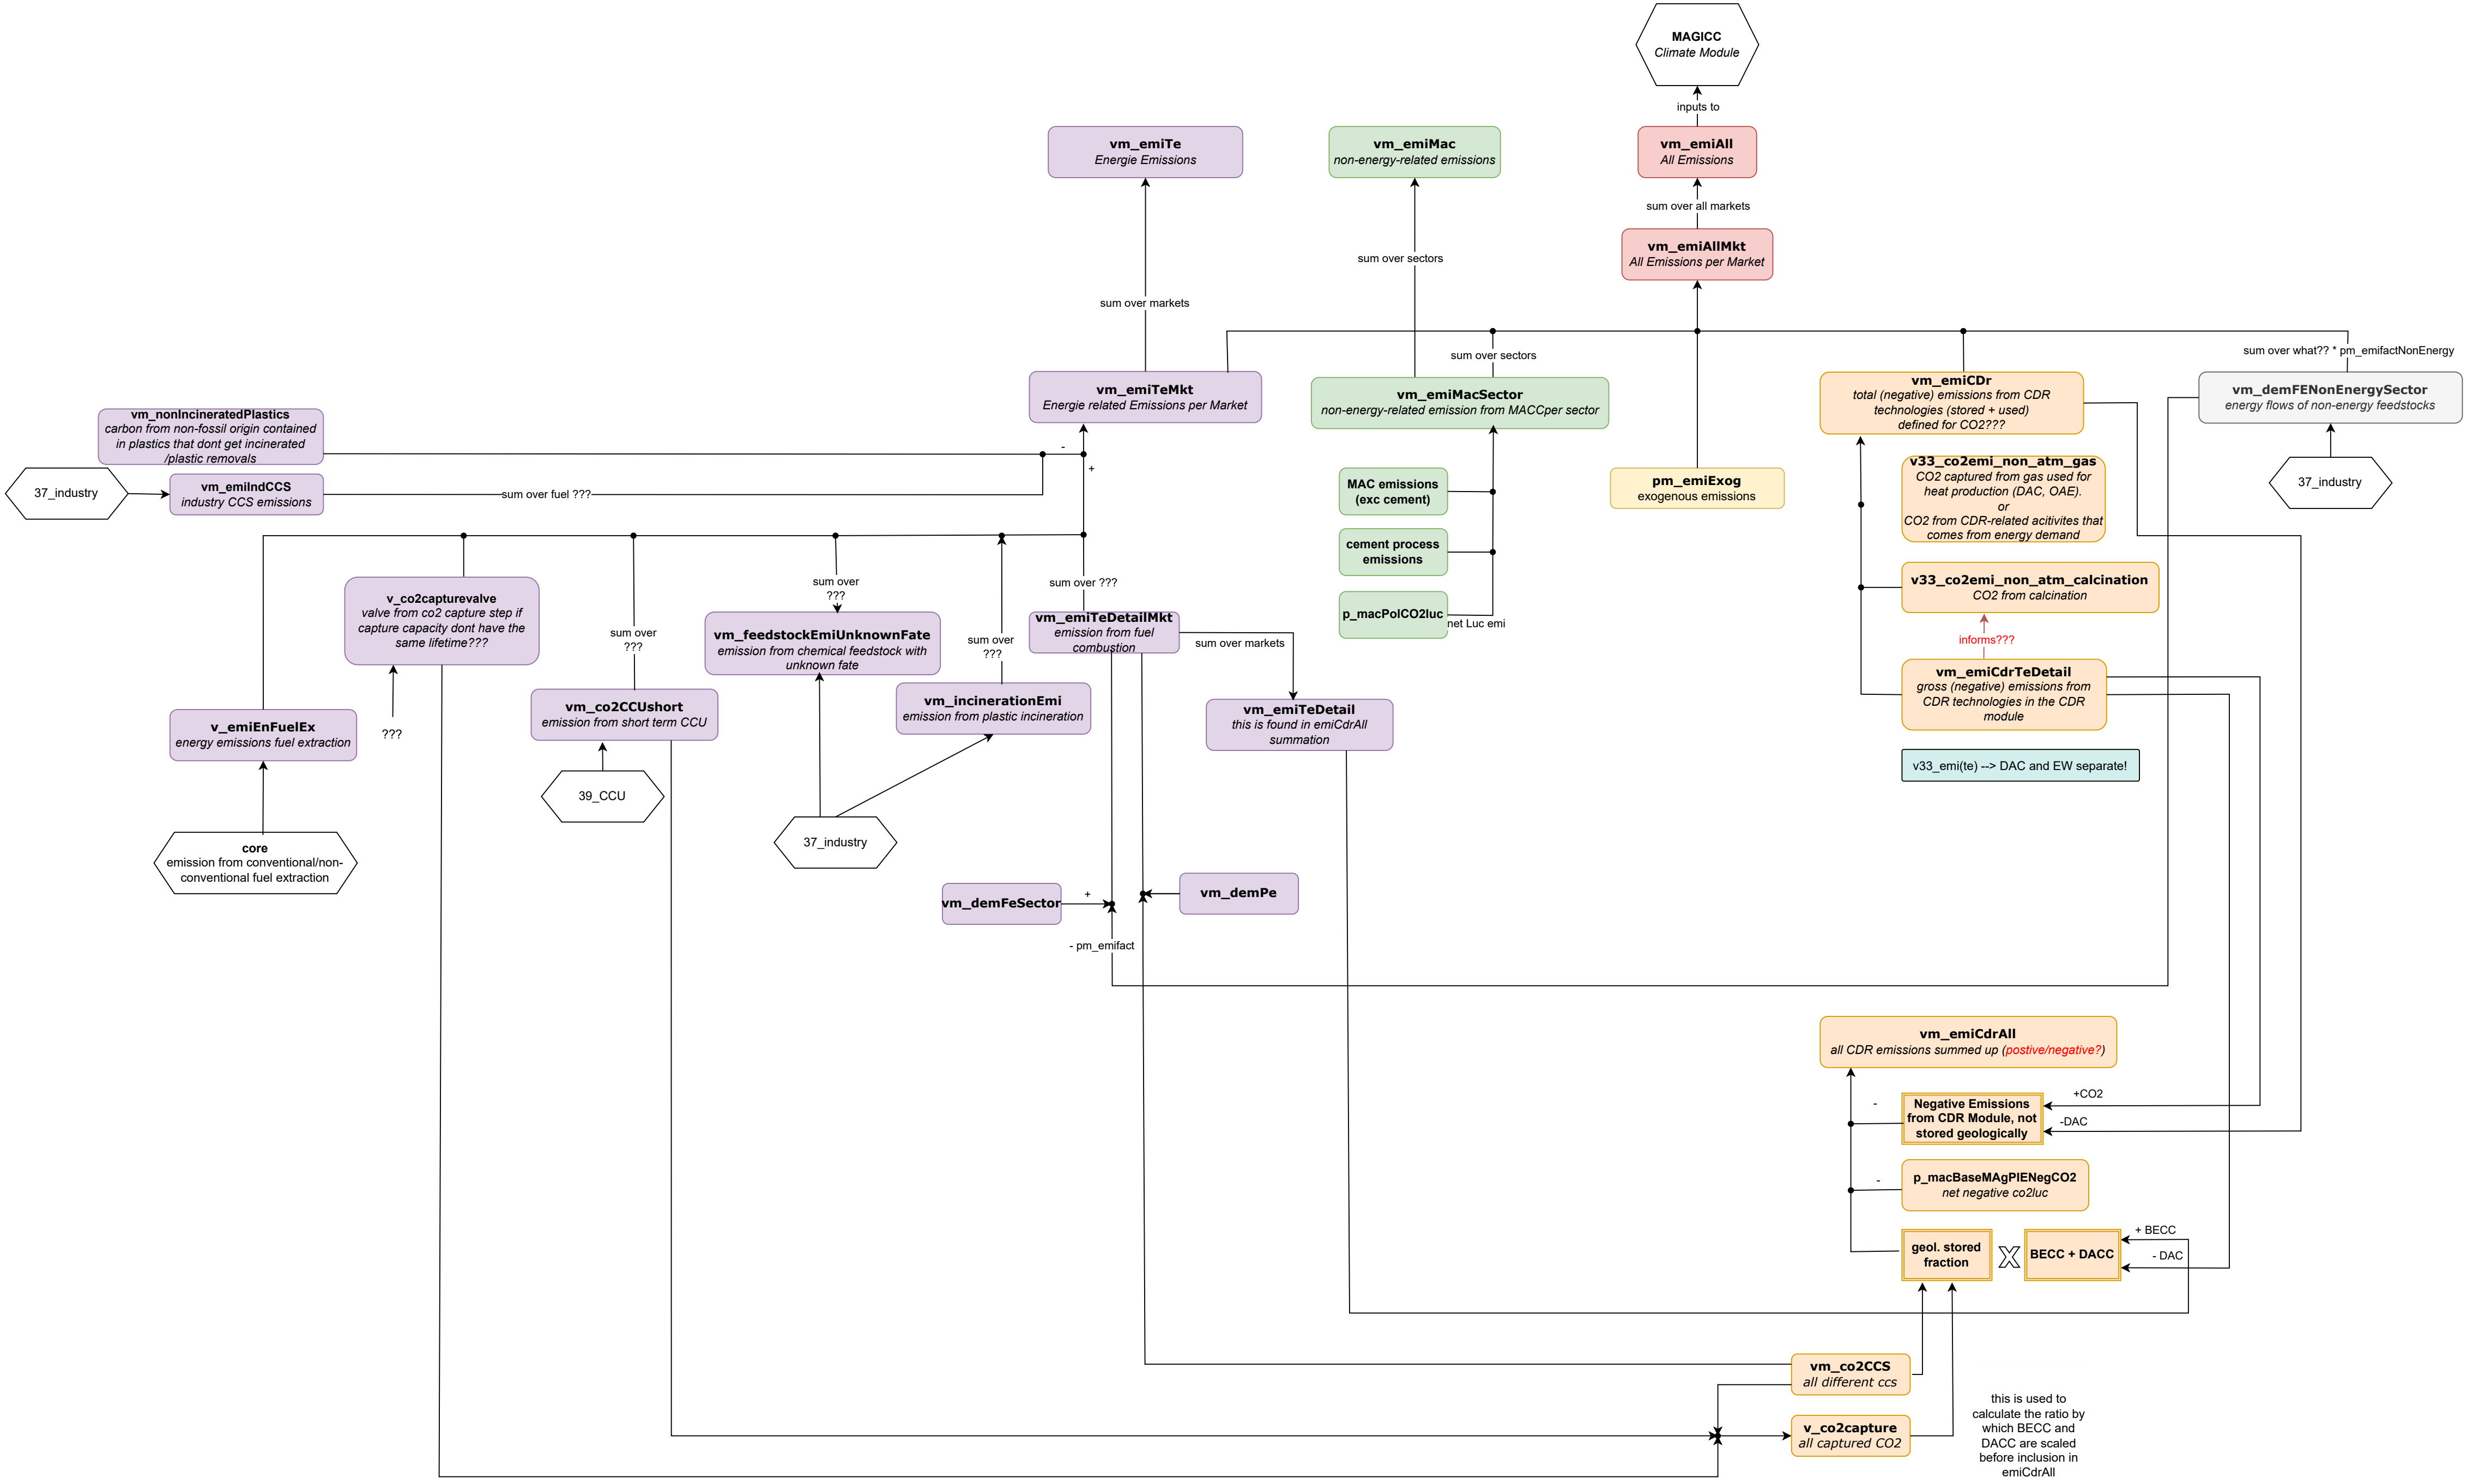 MAGICC
Climate Module
inputs to
vm_emiTe
Energie Emissions
vm_emiMac
non-energy-related emissions
vm_emiAll
All Emissions
sum over all markets
vm_emiAllMkt
All Emissions per Market
sum over sectors
sum over markets
sum over sectors
sum over what?? * pm_emifactNonEnergy
vm_emiTeMkt
Energie related Emissions per Market
vm_emiMacSector
non-energy-related emission from MACCper sector
vm_emiCDr
total (negative) emissions from CDR
technologies (stored + used)
defined for CO2???
vm_demFENonEnergySector
energy flows of non-energy feedstocks
vm_nonIncineratedPlastics
carbon from non-fossil origin contained
in plastics that dont get incinerated
/plastic removals
-
+
37_industry
vm_emiIndCCS
industry CCS emissions
sum over fuel ???
MAC emissions
(exc cement)
pm_emiExog
exogenous emissions
v33_co2emi_non_atm_gas
CO2 captured from gas used for
heat production (DAC, OAE).
or
CO2 from CDR-related acitivites that
comes from energy demand
37_industry
cement process
emissions
v_co2capturevalve
valve from co2 capture step if
capture capacity dont have the
same lifetime???
sum over
???
sum over ???
v33_co2emi_non_atm_calcination
CO2 from calcination
p_macPolCO2luc
net Luc emi
sum over
???
vm_feedstockEmiUnknownFate
emission from chemical feedstock with
unknown fate
sum over
???
vm_emiTeDetailMkt
emission from fuel
combustion
sum over markets
informs???
vm_emiCdrTeDetail
gross (negative) emissions from
CDR technologies in the CDR
module
v_emiEnFuelEx
energy emissions fuel extraction
???
vm_co2CCUshort
emission from short term CCU
vm_incinerationEmi
emission from plastic incineration
vm_emiTeDetail
this is found in emiCdrAll
summation
v33_emi(te) --> DAC and EW separate!
39_CCU
37_industry
core
emission from conventional/non-
conventional fuel extraction
vm_demFeSector
+
vm_demPe
- pm_emifact
vm_emiCdrAll
all CDR emissions summed up (postive/negative?)
-
Negative Emissions
from CDR Module, not
stored geologically
+CO2
-DAC
-
p_macBaseMAgPIENegCO2
net negative co2luc
geol. stored
fraction
X
BECC + DACC
+ BECC
- DAC
vm_co2CCS
all different ccs
v_co2capture
all captured CO2
this is used to
calculate the ratio by
which BECC and
DACC are scaled
before inclusion in
emiCdrAll